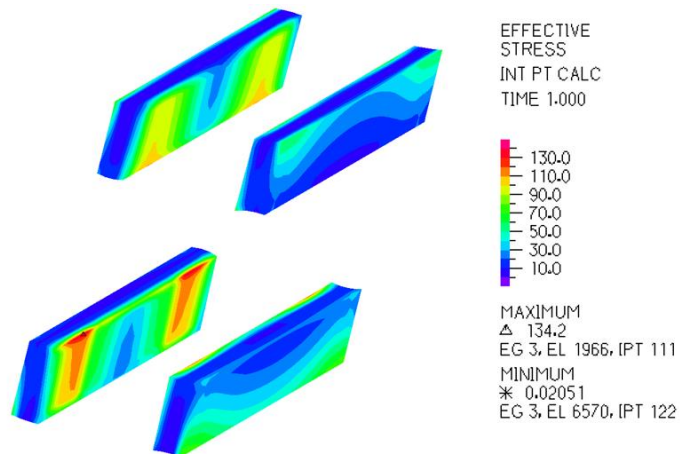 EFFECTIVE
STRESS
INT PT CALC
TIME 1.000
130.0
110.0
90.0
70.0
50.0
30.0
10.0
MAXIMUM
Δ 134.2
EG 3, EL 1966, IPT 111
MINIMUM
* 0.02051
EG 3, EL 6570, IPT 122